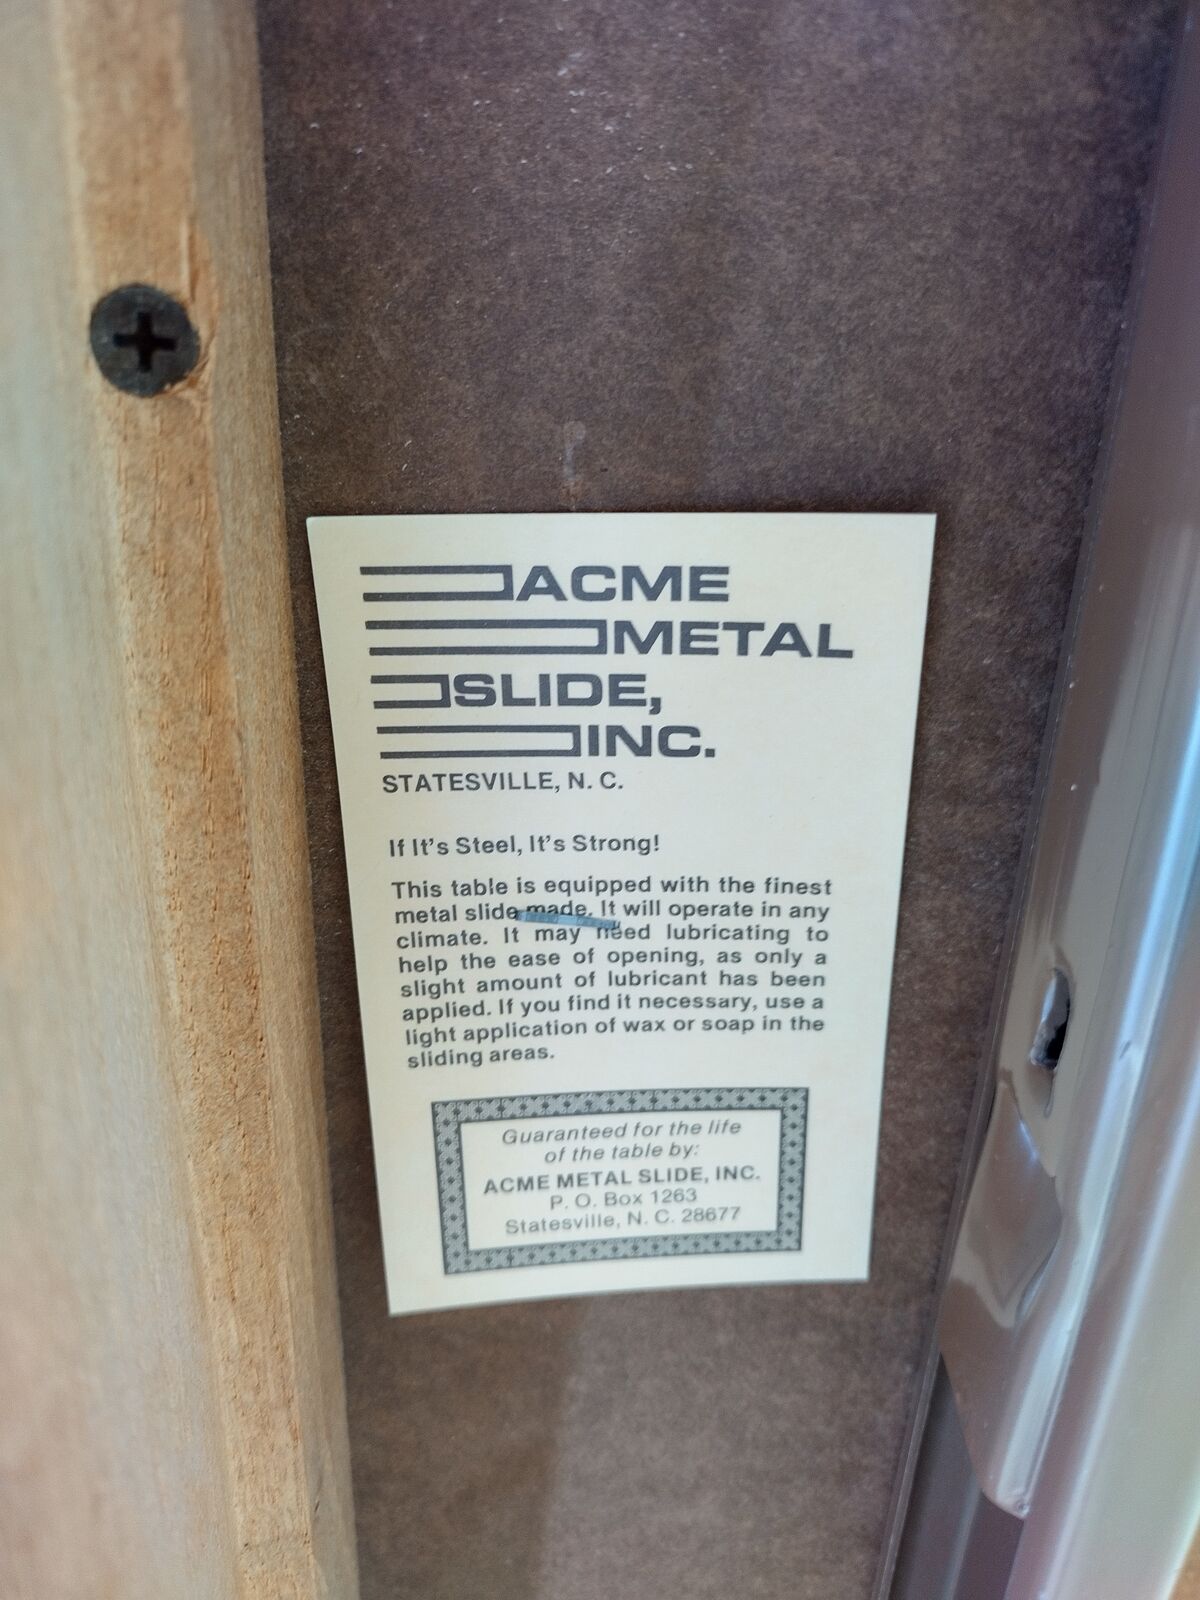 ACME
METAL
SLIDE,
INC.
STATESVILLE, N. C.
If It's Steel, It's Strong!
This table is equipped with the finest
metal slide made. It will operate in any
climate. It may need lubricating to
help the ease of opening, as only a
slight amount of lubricant has been
applied. If you find it necessary, use a
light application of wax or soap in the
sliding areas.
Guaranteed for the life
of the table by:
ACME METAL SLIDE, INC.
P. O. Box 1263
Statesville, N. C. 28677